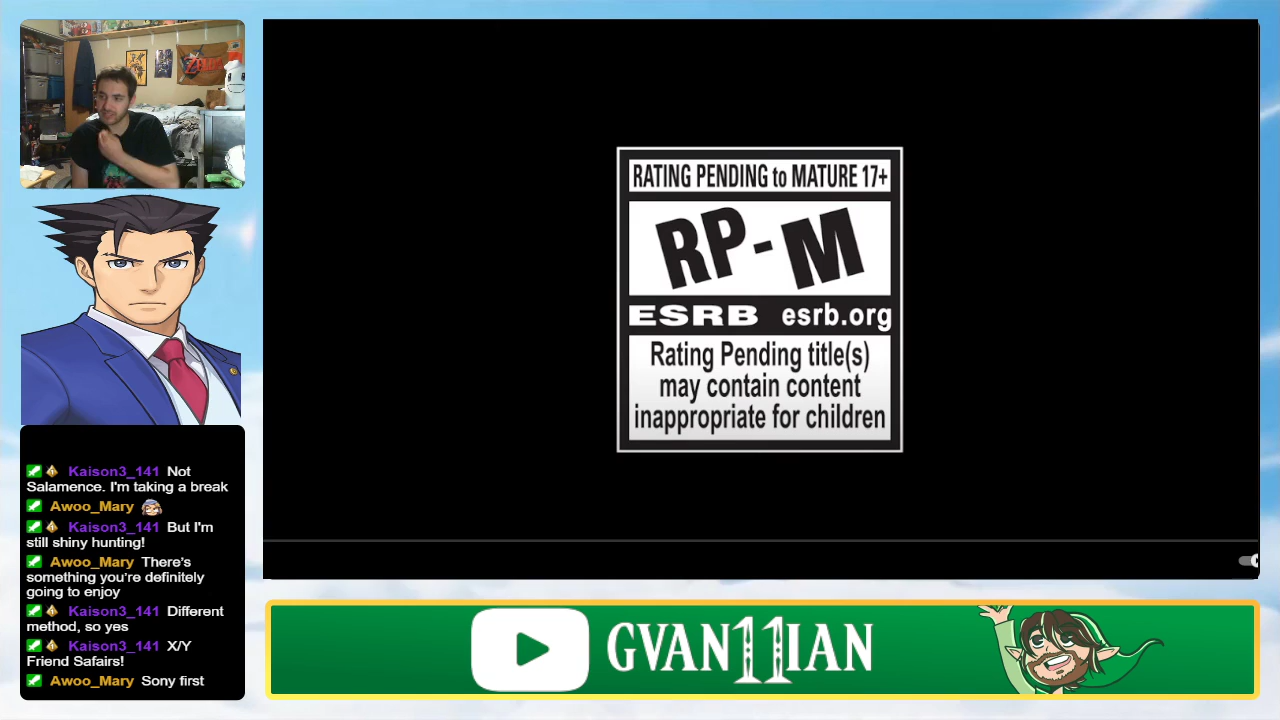 ZELDA
RATING PENDING to MATURE 17+
RP-M
ESRB esrb.org
Rating Pending title(s)
may contain content
inappropriate for children
Kaison3_141 Not
Salamence. I'm taking a break
Awoo_Mary
Kaison3_141 But I'm
still shiny hunting!
Awoo_Mary There's
something you're definitely
going to enjoy
Kaison3_141 Different
method, so yes
Kaison3_141 X/Y
Friend Safairs!
Awoo_Mary Sony first
GVAN11IAN